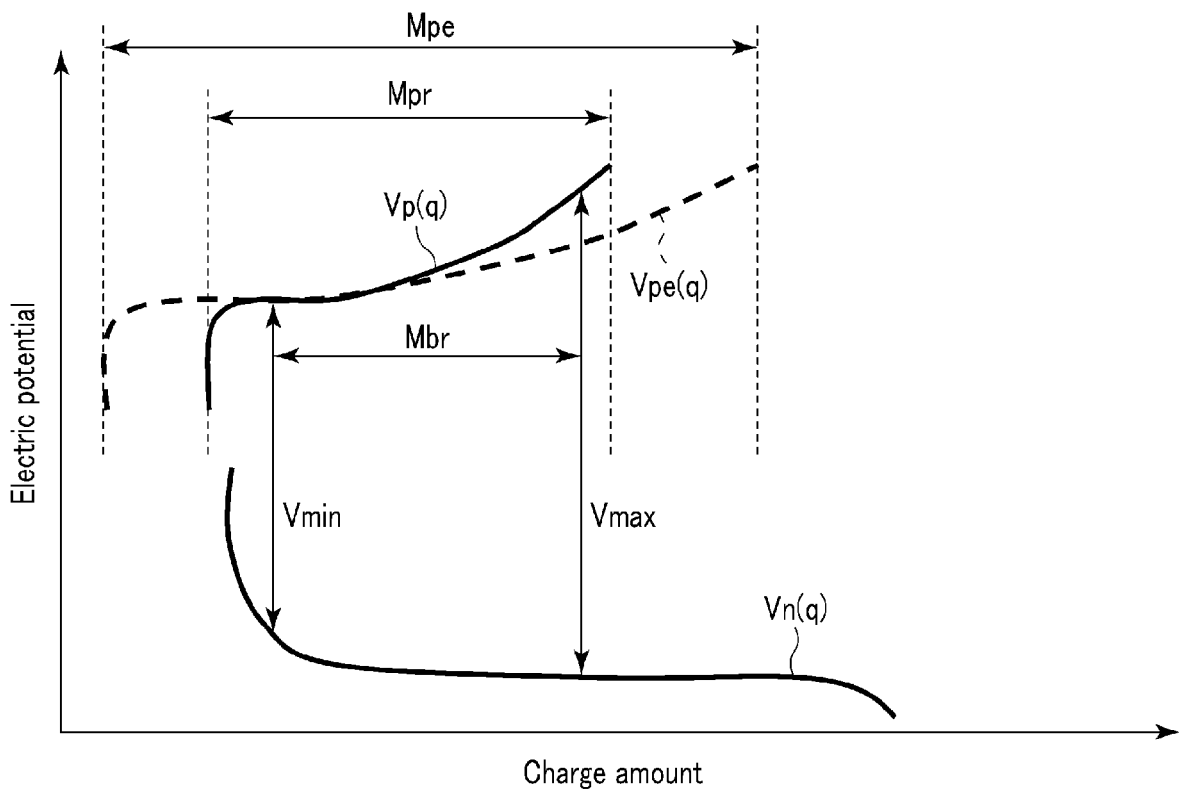 Mpe
Mpr
Vp(q)
Vpe(q)
Mbr
Electric potential
Vmin
Vmax
Vn(q)
Charge amount